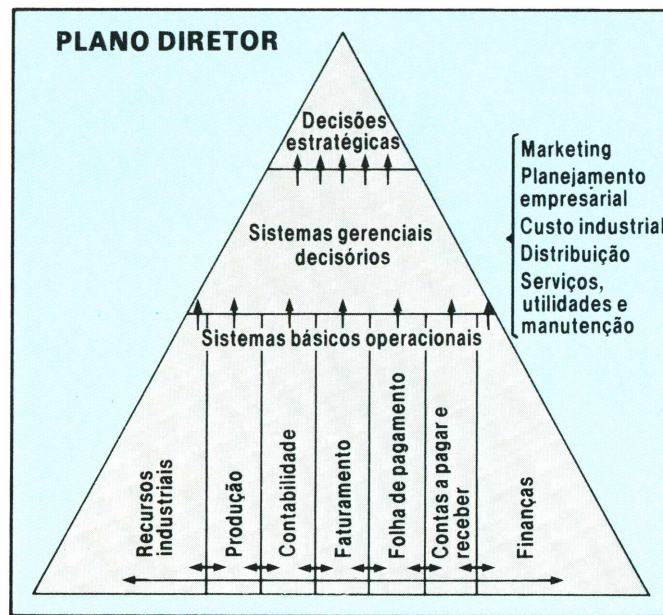 PLANO DIRETOR
Decisões
estratégicas
Sistemas gerenciais
decisórios
Marketing
Planejamento
empresárial
Custo industrial
Distribuição
Serviços,
utilidades e
manutenção
Sistemas básicos operacionais
Recursos
industriais
Produção
Contabilidade
Faturamento
Folha de pagamento
Contas a pagar e
receber
Finanças